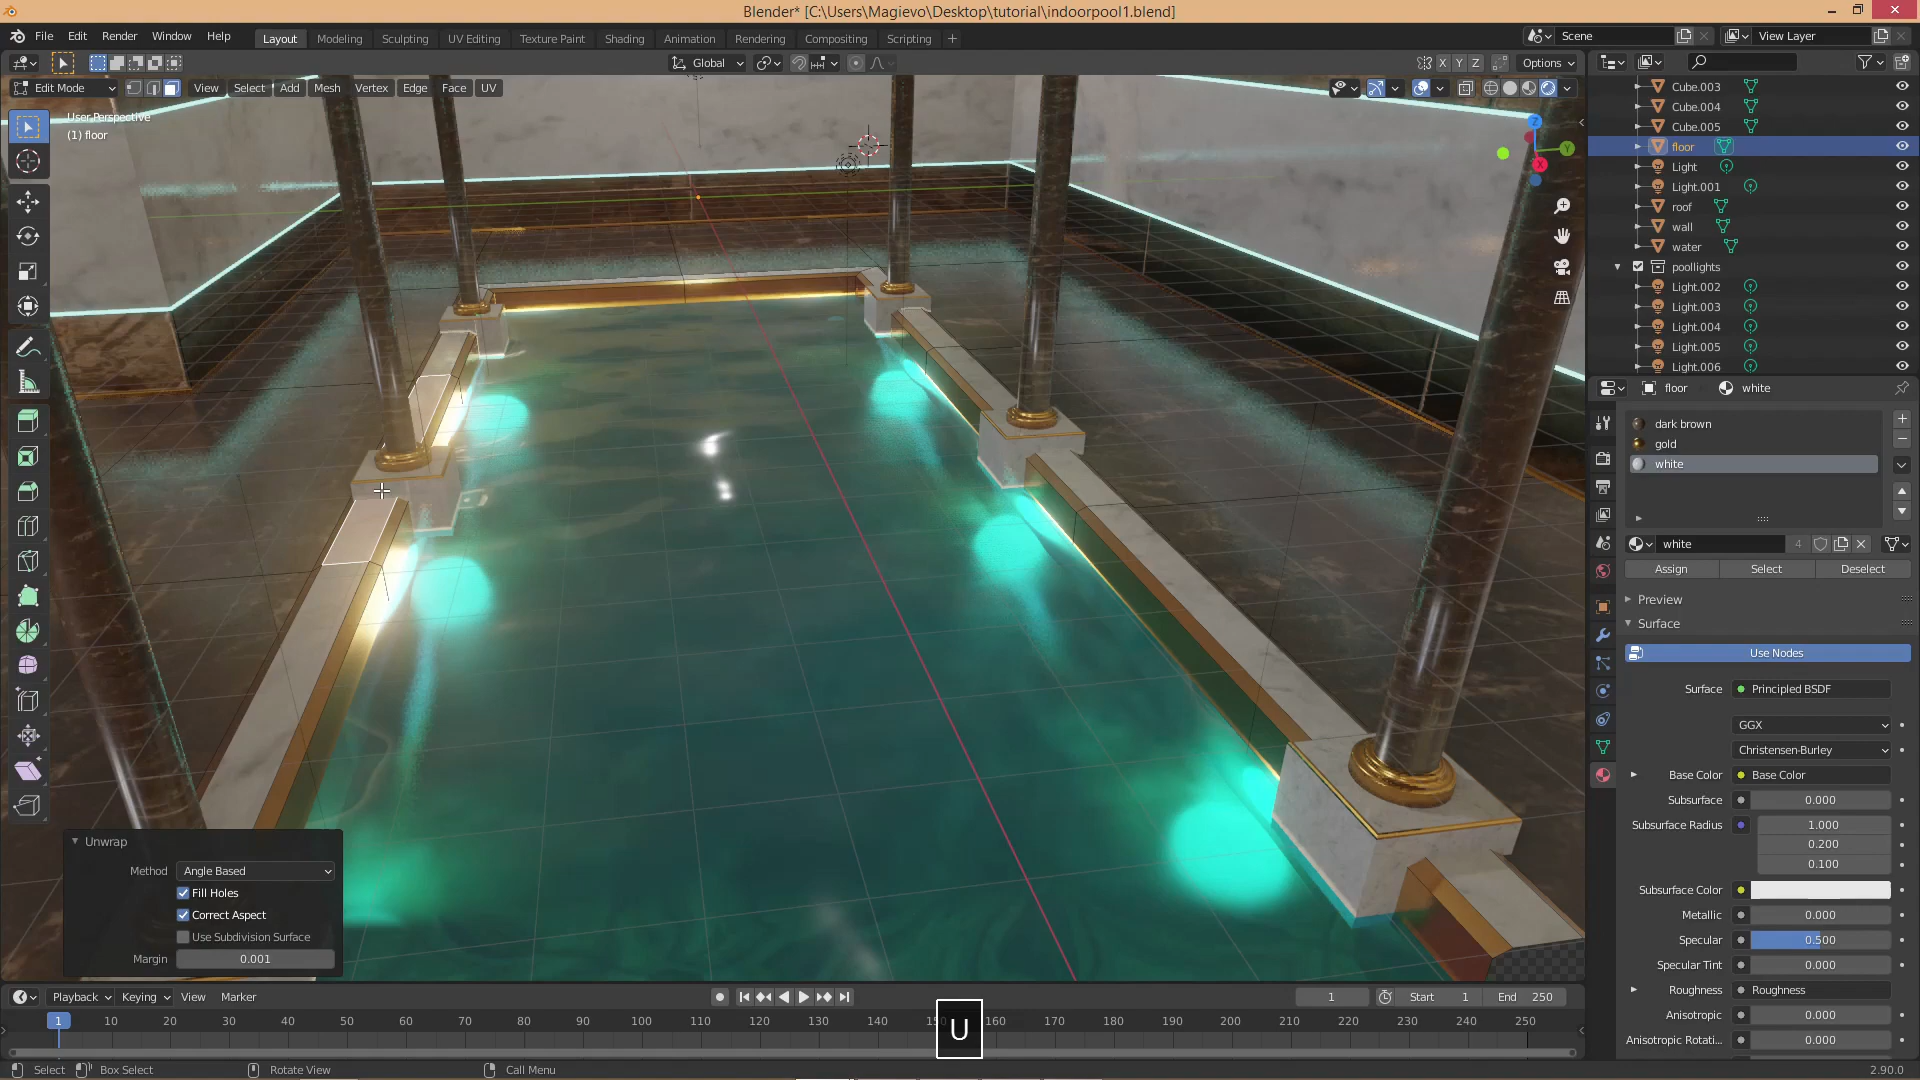 Blender* [C:\Users\Magievo\Desktop\tutorial\indoorpool1.blend]
File Edit Render Window Help Layout Modeling Sculpting UV Editing Texture Paint Shading Animation Rendering Compositing Scripting + Scene View Layer
Global X Y Z Options
Edit Mode View Select Add Mesh Vertex Edge Face UV
User Perspective
(1) floor
Z
Y
X
Cube.003
Cube.004
Cube.005
floor
Light
Light.001
roof
wall
water
poollights
Light.002
Light.003
Light.004
Light.005
Light.006
floor white
dark brown
gold
white
white 4
Assign Select Deselect
Preview
Surface
Use Nodes
Surface Principled BSDF
GGX
Christensen-Burley
Base Color Base Color
Subsurface 0.000
Subsurface Radius 1.000
0.200
0.100
Subsurface Color
Metallic 0.000
Specular 0.500
Specular Tint 0.000
Roughness Roughness
Anisotropic 0.000
Anisotropic Rotati... 0.000
Unwrap
Method Angle Based
Fill Holes
Correct Aspect
Use Subdivision Surface
Margin 0.001
Playback Keying View Marker 1 Start 1 End 250
1 10 20 30 40 50 60 70 80 90 100 110 120 130 140 160 170 180 190 200 210 220 230 240 250
U
Select Box Select Rotate View Call Menu 2.90.0